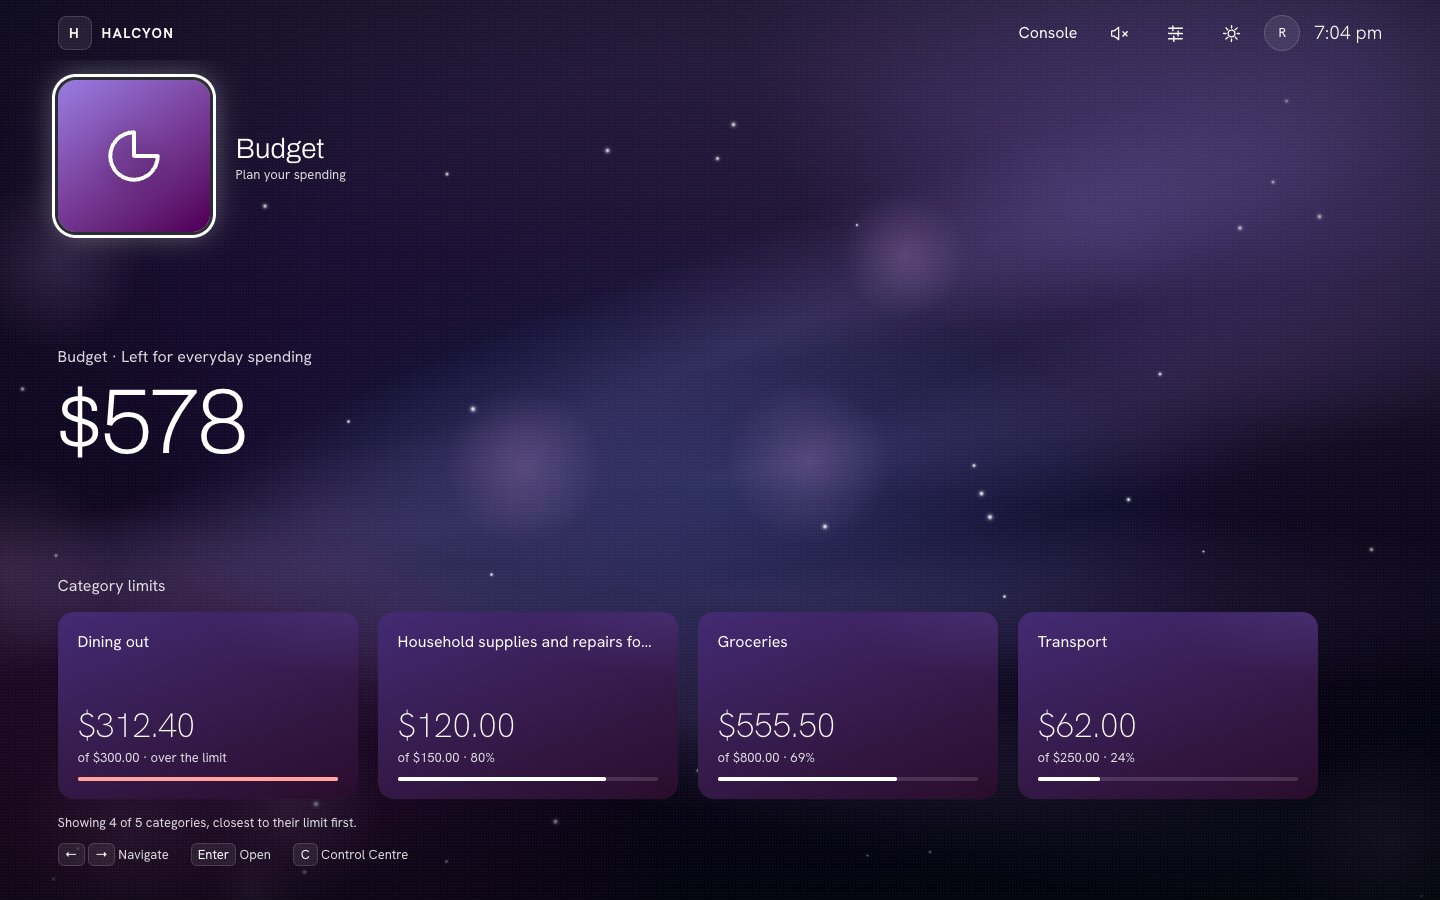 H HALCYON
Console
R
7:04 pm
Budget
Plan your spending
Budget · Left for everyday spending
$578
Category limits
Dining out
$312.40
of $300.00 · over the limit
Household supplies and repairs fo...
$120.00
of $150.00 · 80%
Groceries
$555.50
of $800.00 · 69%
Transport
$62.00
of $250.00 · 24%
Showing 4 of 5 categories, closest to their limit first.
← → Navigate Enter Open C Control Centre